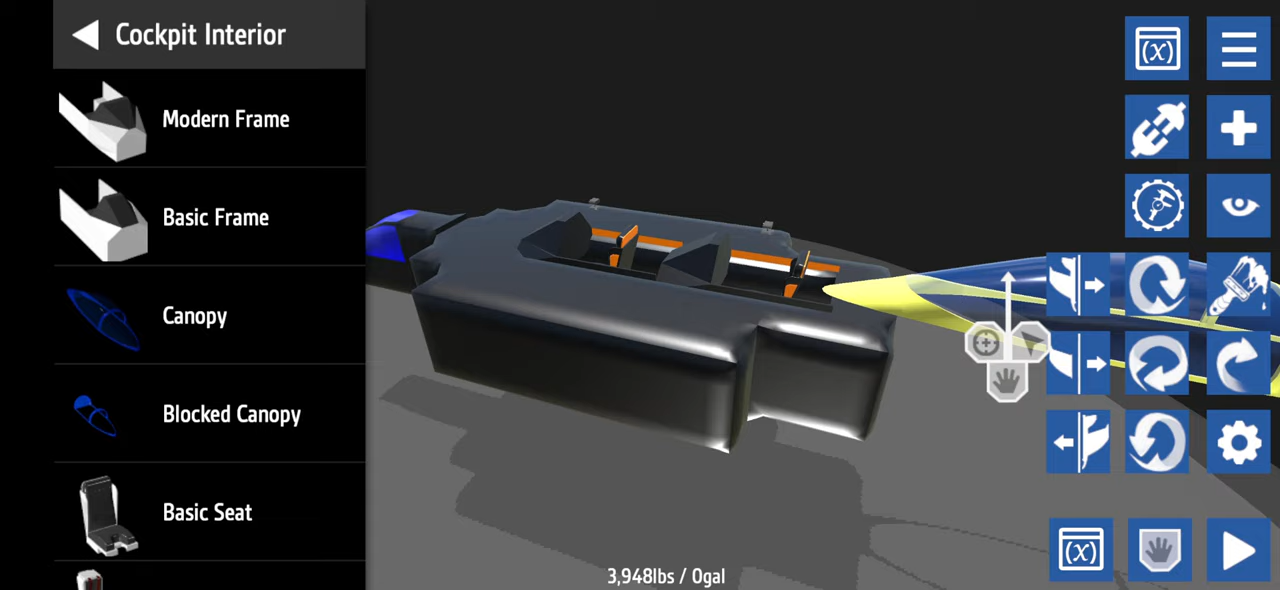 Cockpit Interior
Modern Frame
Basic Frame
Canopy
Blocked Canopy
Basic Seat
(x)
(x)
3,948lbs / 0gal